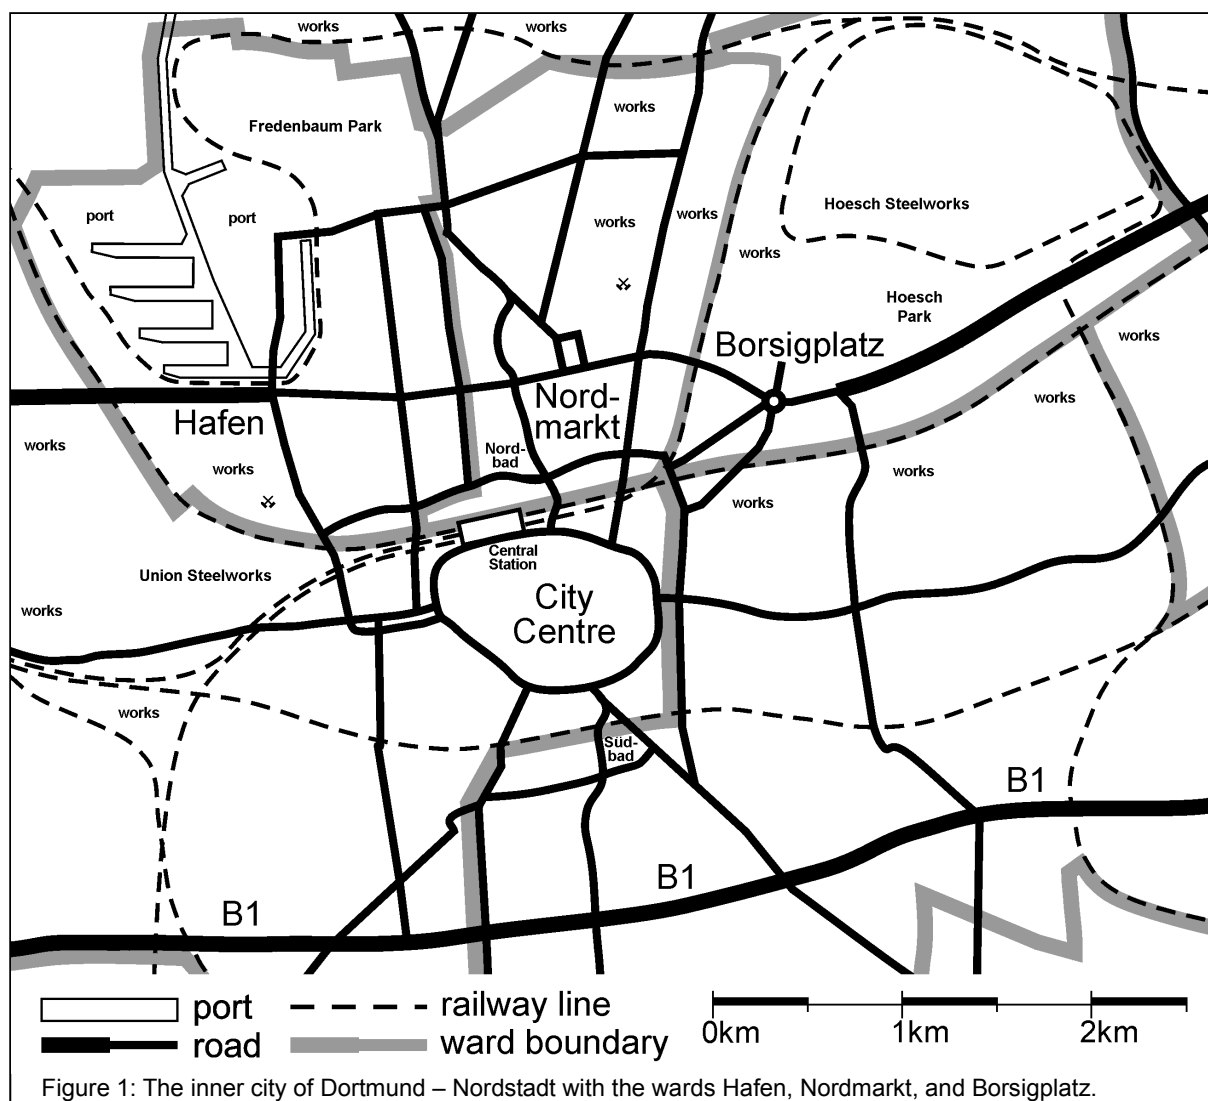 works
works
works
Fredenbaum Park
port
port
works
works
works
Hoesch Steelworks
Hoesch
Park
works
Borsigplatz
works
Hafen
Nord-
markt
works
works
Nord-
bad
works
works
Central
Station
Union Steelworks
works
City
Centre
works
Süd-
bad
B1
B1
B1
port
railway line
road
ward boundary
0km
1km
2km
Figure 1: The inner city of Dortmund – Nordstadt with the wards Hafen, Nordmarkt, and Borsigplatz.